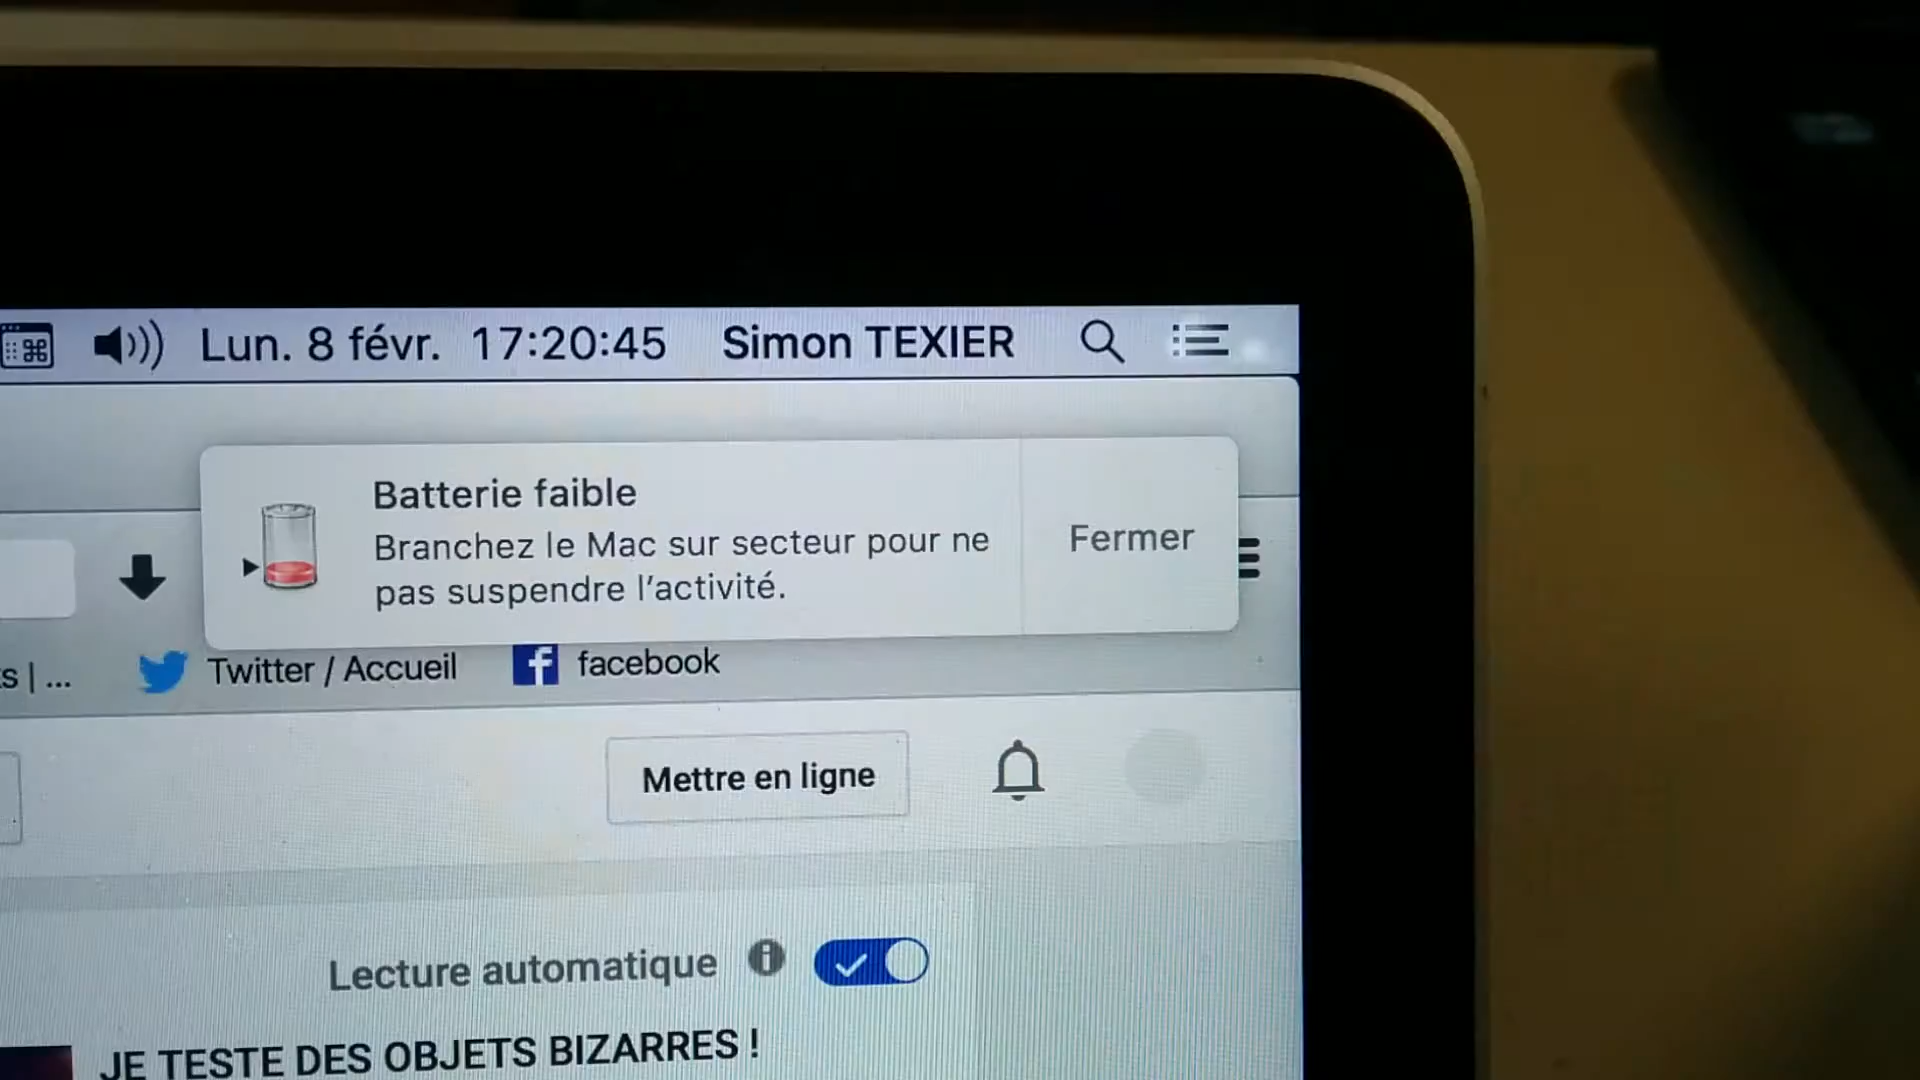 Lun. 8 févr. 17:20:45 Simon TEXIER
Batterie faible
Branchez le Mac sur secteur pour ne
pas suspendre l'activité.
Fermer
s | ... Twitter / Accueil facebook
Mettre en ligne
Lecture automatique
JE TESTE DES OBJETS BIZARRES !